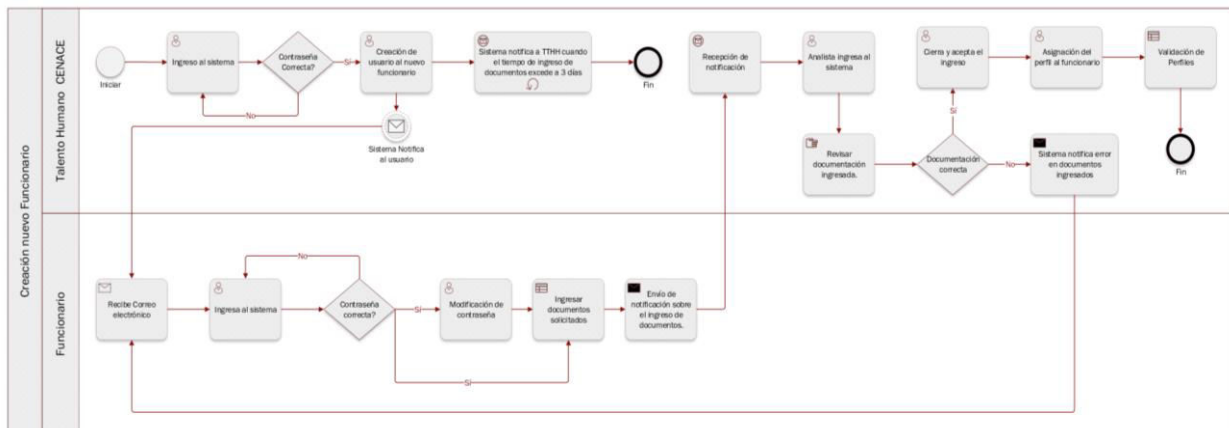 Creación nuevo Funcionario
Talento Humano CENACE
Iniciar
Ingreso al sistema
Contraseña
Correcta?
No
Sí
Creación de
usuario al nuevo
funcionario
Sistema Notifica
al usuario
Sistema notifica a TTHH cuando
el tiempo de ingreso de
documentos excede a 3 días
Fin
Recepción de
notificación
Analista ingresa al
sistema
Revisar
documentación
ingresada.
Documentación
correcta
Sí
No
Cierra y acepta el
ingreso
Asignación del
perfil al funcionario
Validación de
Perfiles
Fin
Sistema notifica error
en documentos
ingresados
Funcionario
Recibe Correo
electrónico
Ingresa al sistema
No
Contraseña
correcta?
Sí
Sí
Modificación de
contraseña
Ingresar
documentos
solicitados
Envío de
notificación sobre
el ingreso de
documentos.